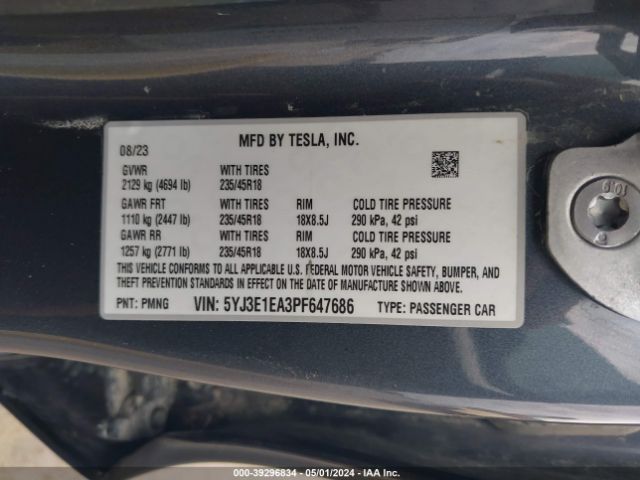 MFD BY TESLA, INC.
08/23
GVWR WITH TIRES
2129 kg (4694 lb) 235/45R18
GAWR FRT WITH TIRES RIM COLD TIRE PRESSURE
1110 kg (2447 lb) 235/45R18 18X8.5J 290 kPa, 42 psi
GAWR RR WITH TIRES RIM COLD TIRE PRESSURE
1257 kg (2771 lb) 235/45R18 18X8.5J 290 kPa, 42 psi
THIS VEHICLE CONFORMS TO ALL APPLICABLE U.S. FEDERAL MOTOR VEHICLE SAFETY, BUMPER, AND
THEFT PREVENTION STANDARDS IN EFFECT ON THE DATE OF MANUFACTURE SHOWN ABOVE.
PNT: PMNG VIN: 5YJ3E1EA3PF647686 TYPE: PASSENGER CAR
10.9
000-39296834 - 05/01/2024 - IAA Inc.